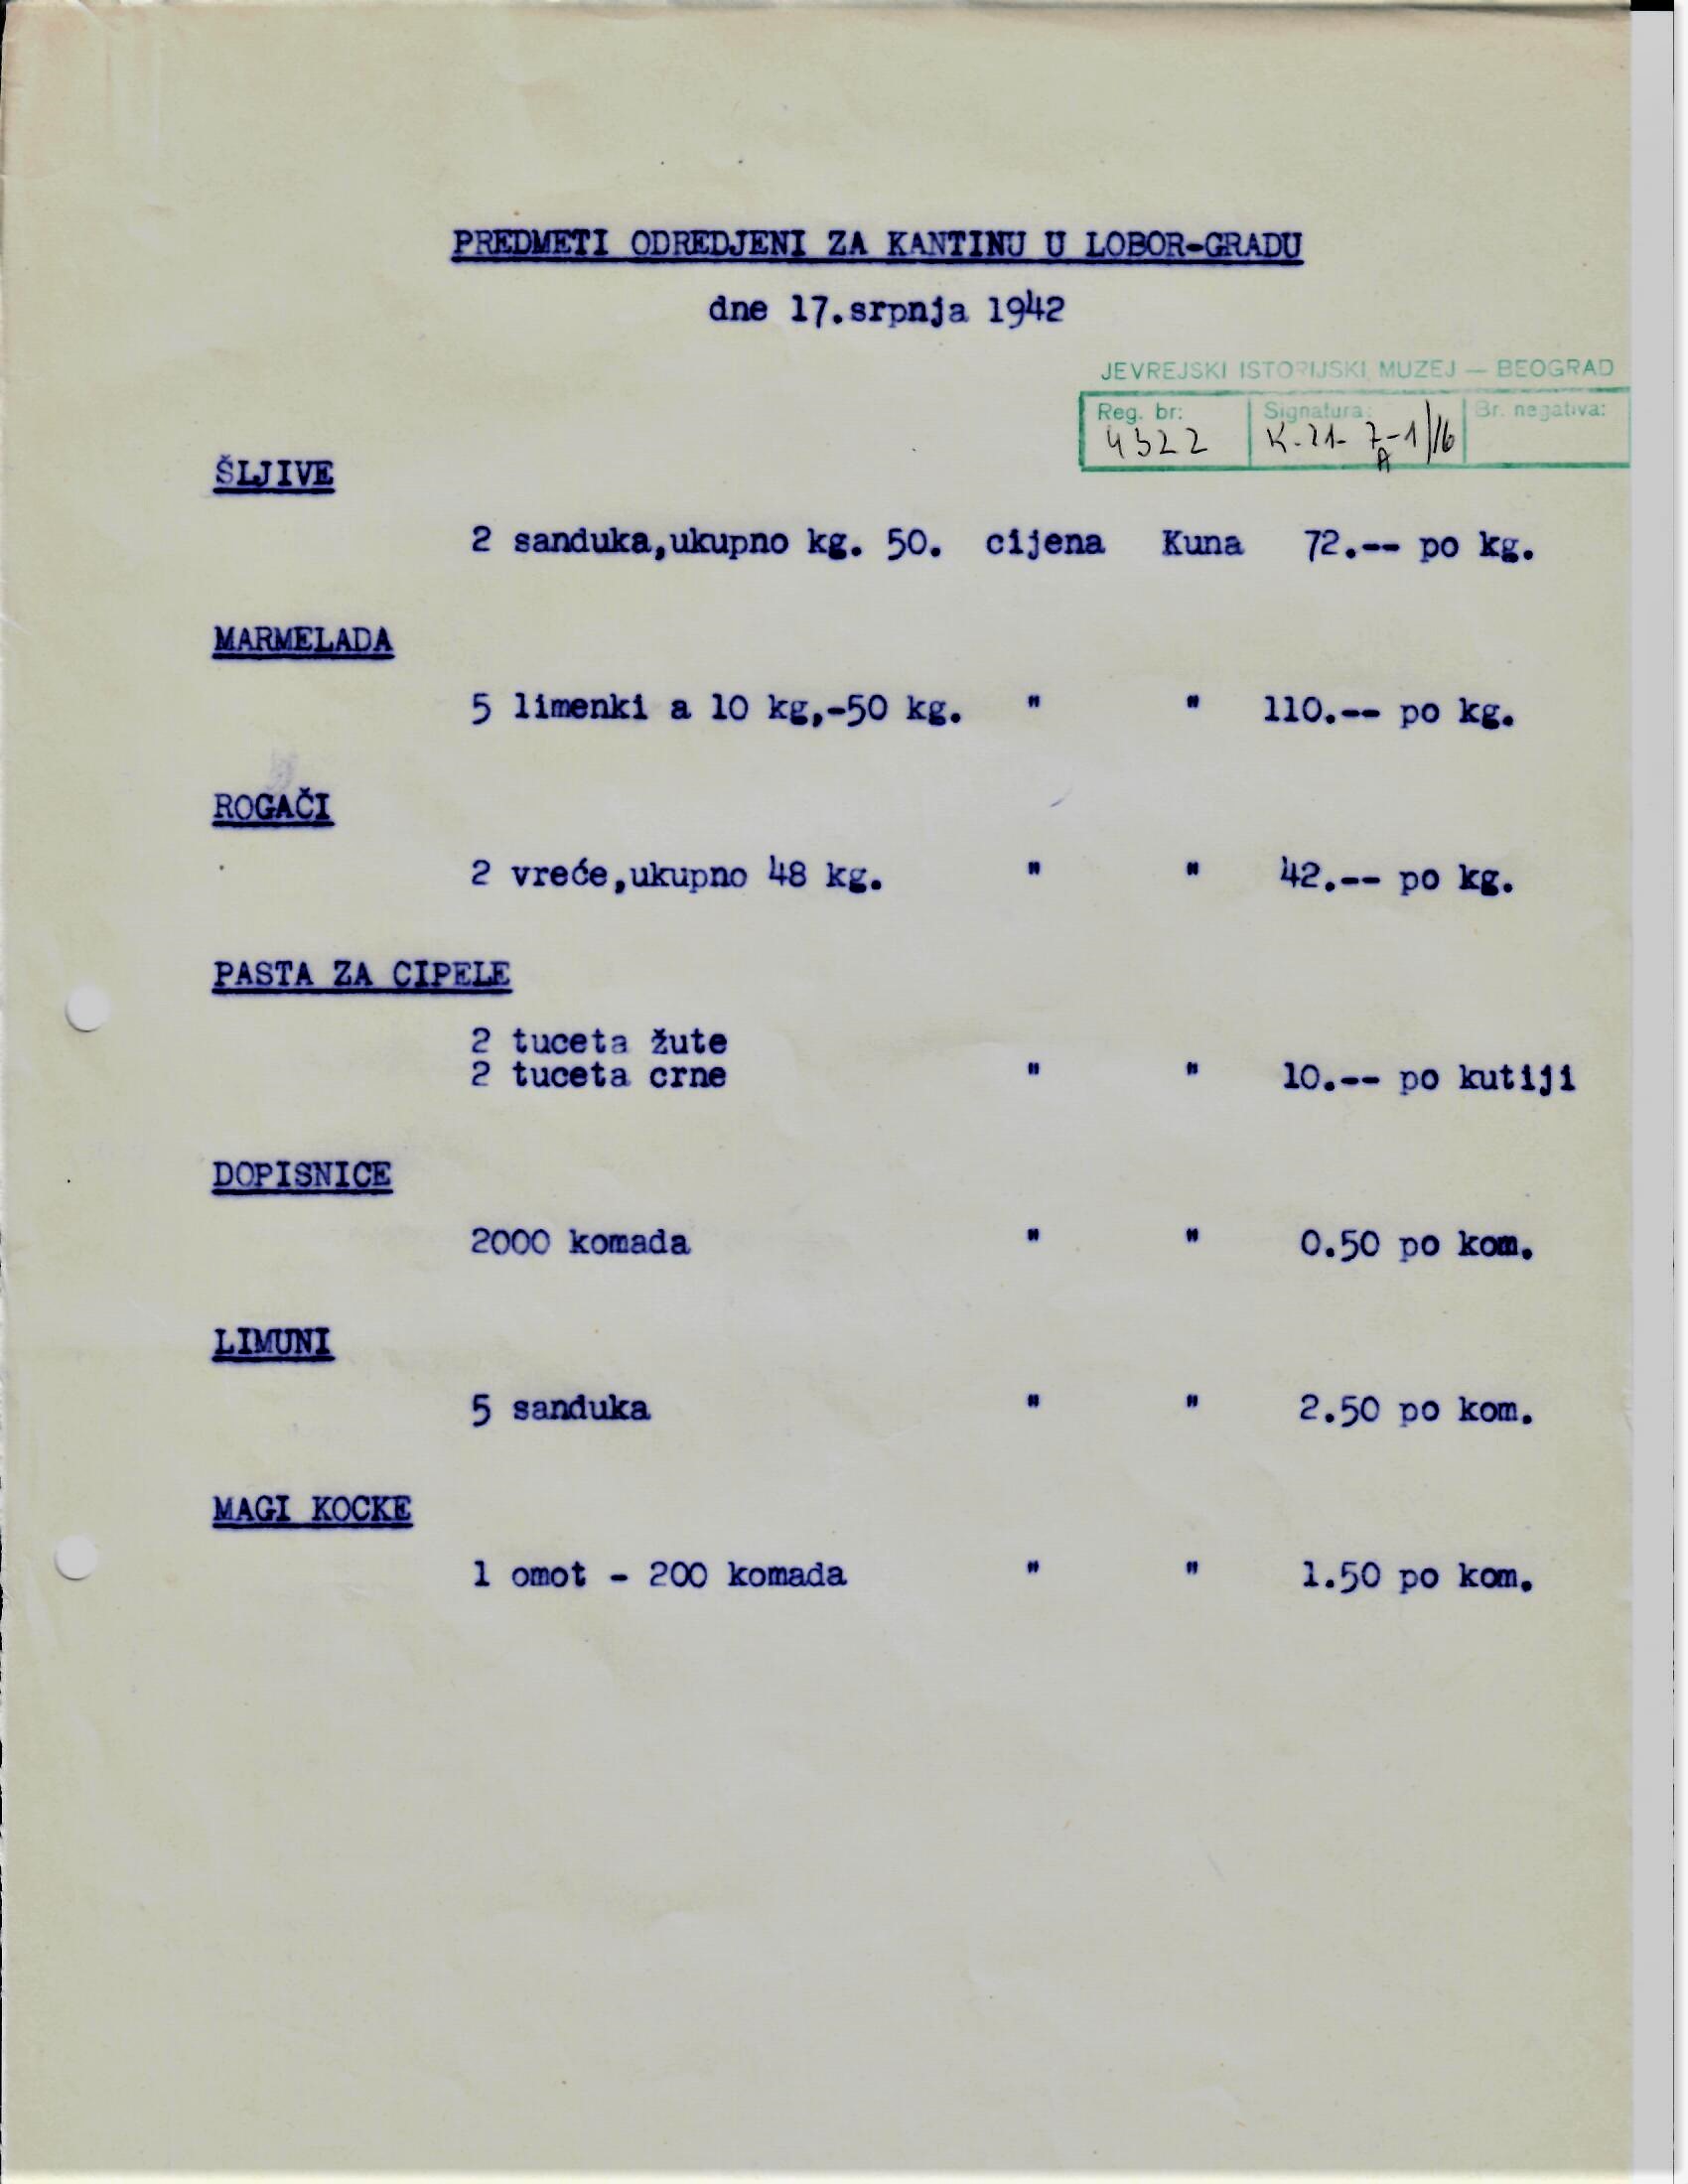 PREDMETI ODREDJENI ZA KANTINU U LOBOR-GRADU
dne 17.srpnja 1942
JEVREJSKI ISTORIJSKI MUZEJ — BEOGRAD
Reg. br: Signatura: Br. negativa:
4322 K-21- 7-1/16
A
ŠLJIVE
2 sanduka,ukupno kg. 50. cijena Kuna 72.-- po kg.
MARMELADA
5 limenki a 10 kg,-50 kg. " " 110.-- po kg.
ROGAČI
2 vreće,ukupno 48 kg. " " 42.-- po kg.
PASTA ZA CIPELE
2 tuceta žute
2 tuceta crne " " 10.-- po kutiji
DOPISNICE
2000 komada " " 0.50 po kom.
LIMUNI
5 sanduka " " 2.50 po kom.
MAGI KOCKE
1 omot - 200 komada " " 1.50 po kom.